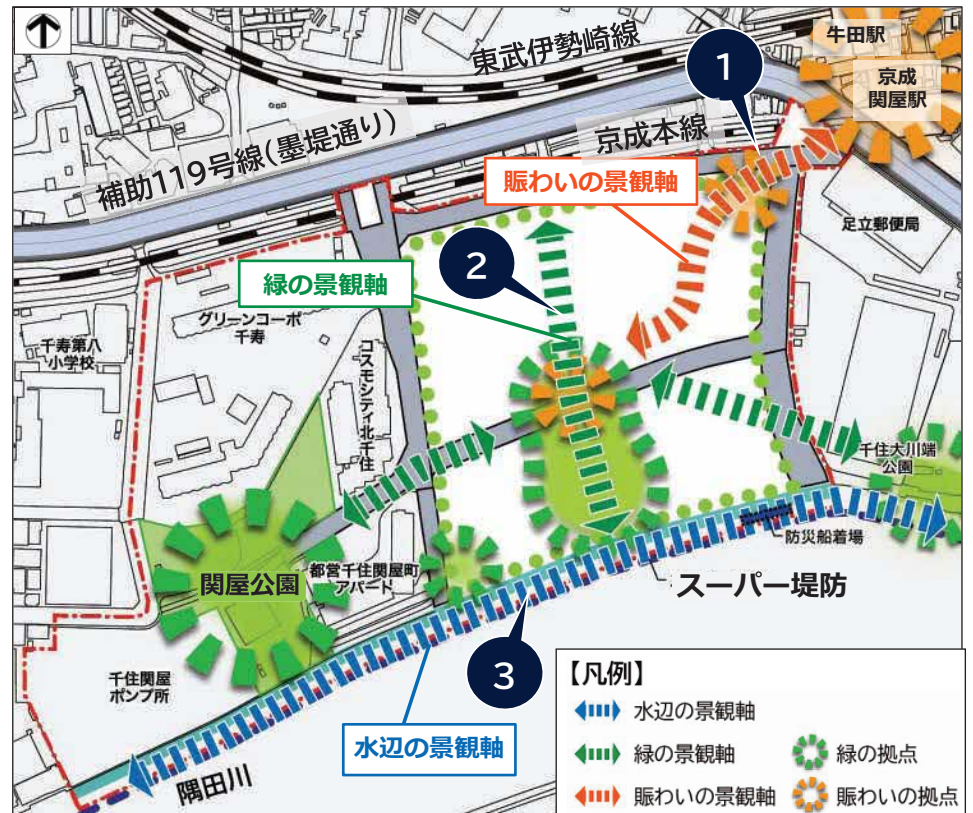 東武伊勢崎線
牛田駅
京成
関屋駅
1
補助119号線(墨堤通り)
京成本線
賑わいの景観軸
足立郵便局
2
緑の景観軸
グリーンコーポ
千寿
千寿第八
小学校
コスモシティ北千住
千住大川端
公園
防災船着場
関屋公園
都営千住関屋町
アパート
スーパー堤防
3
千住関屋
ポンプ所
水辺の景観軸
隅田川
【凡例】
水辺の景観軸
緑の景観軸
緑の拠点
賑わいの景観軸
賑わいの拠点